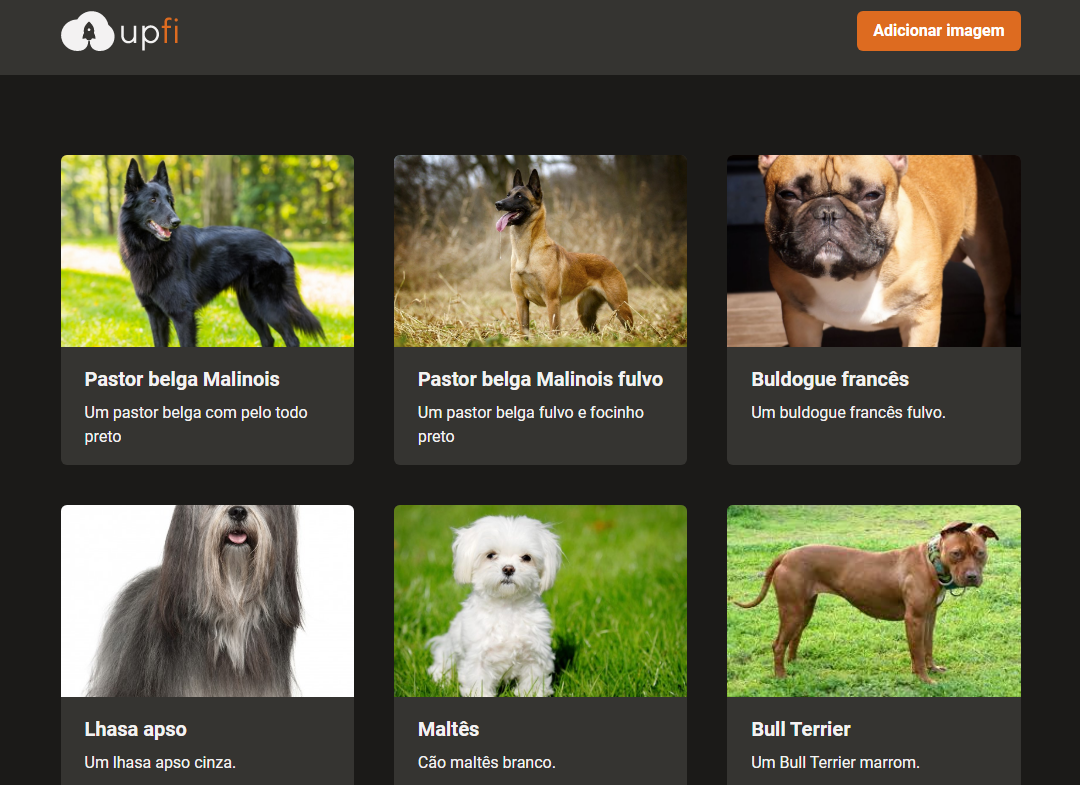 upfi
Adicionar imagem
Pastor belga Malinois
Um pastor belga com pelo todo
preto
Pastor belga Malinois fulvo
Um pastor belga fulvo e focinho
preto
Buldogue francês
Um buldogue francês fulvo.
Lhasa apso
Um lhasa apso cinza.
Maltês
Cão maltês branco.
Bull Terrier
Um Bull Terrier marrom.